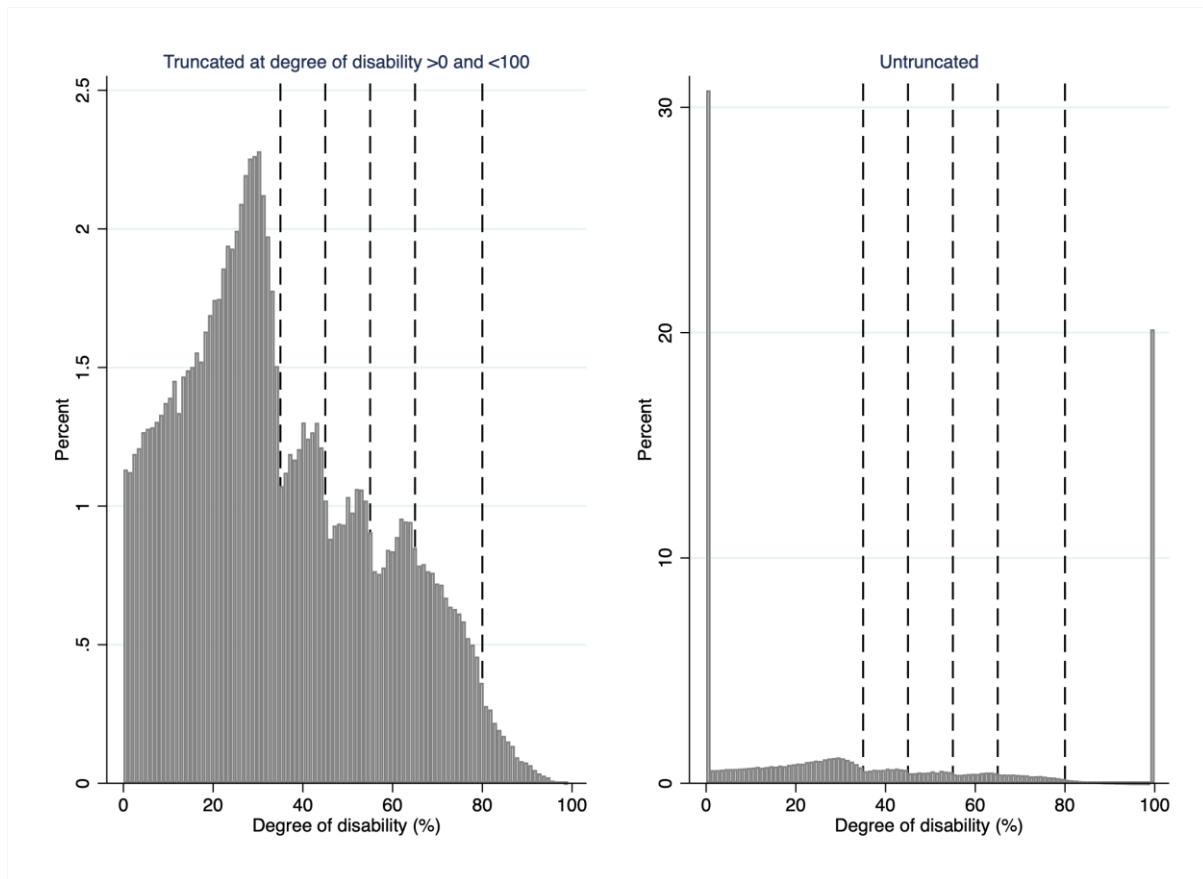 Truncated at degree of disability >0 and <100
2.5
2
1.5
1
.5
0
Percent
0 20 40 60 80 100
Degree of disability (%)
Untruncated
30
20
10
0
Percent
0 20 40 60 80 100
Degree of disability (%)